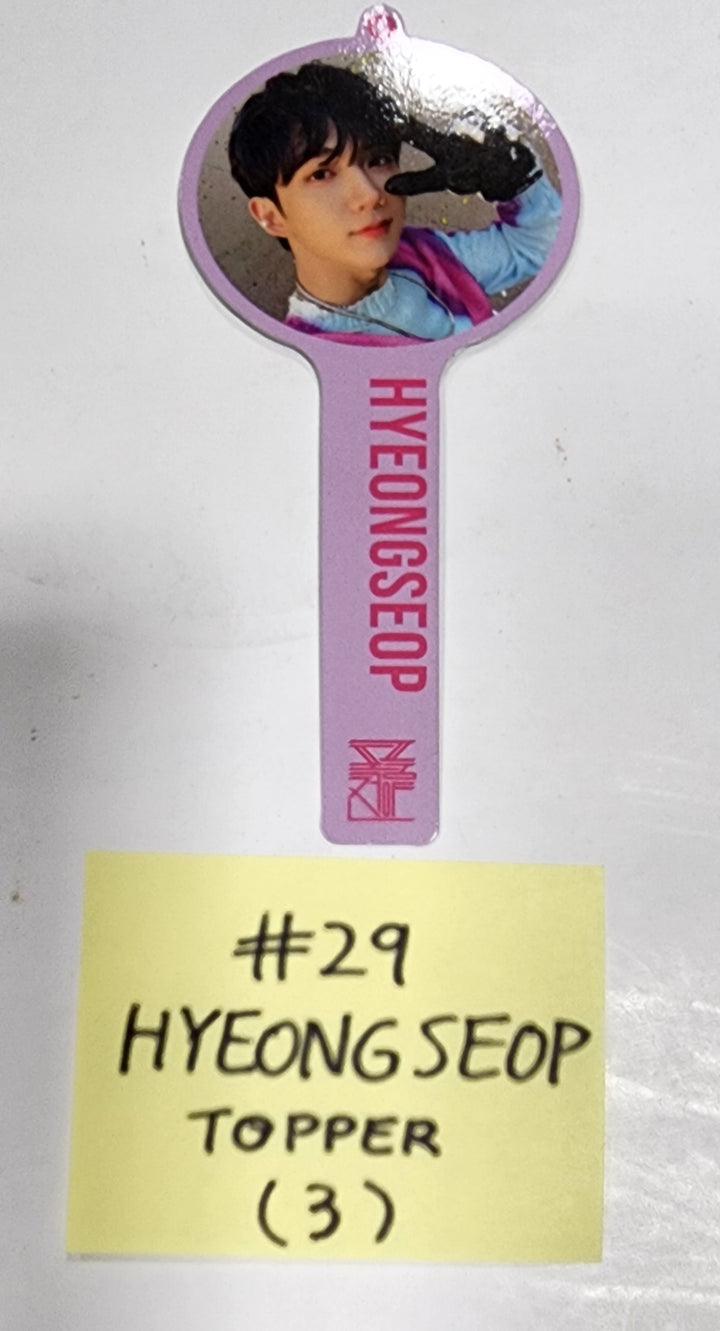 HYEONGSEOP
#29
HYEONGSEOP
TOPPER
(3)